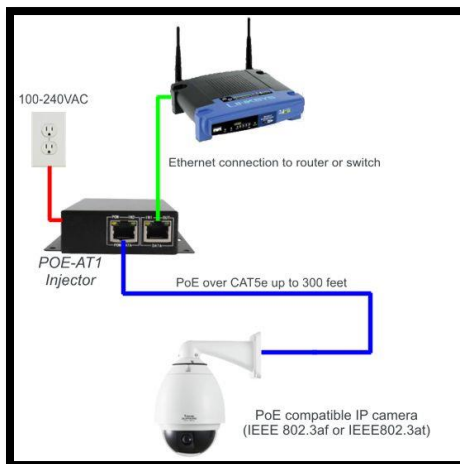 100-240VAC
LINKSYS
Ethernet connection to router or switch
POE-AT1
Injector
PoE over CAT5e up to 300 feet
PoE compatible IP camera
(IEEE 802.3af or IEEE802.3at)